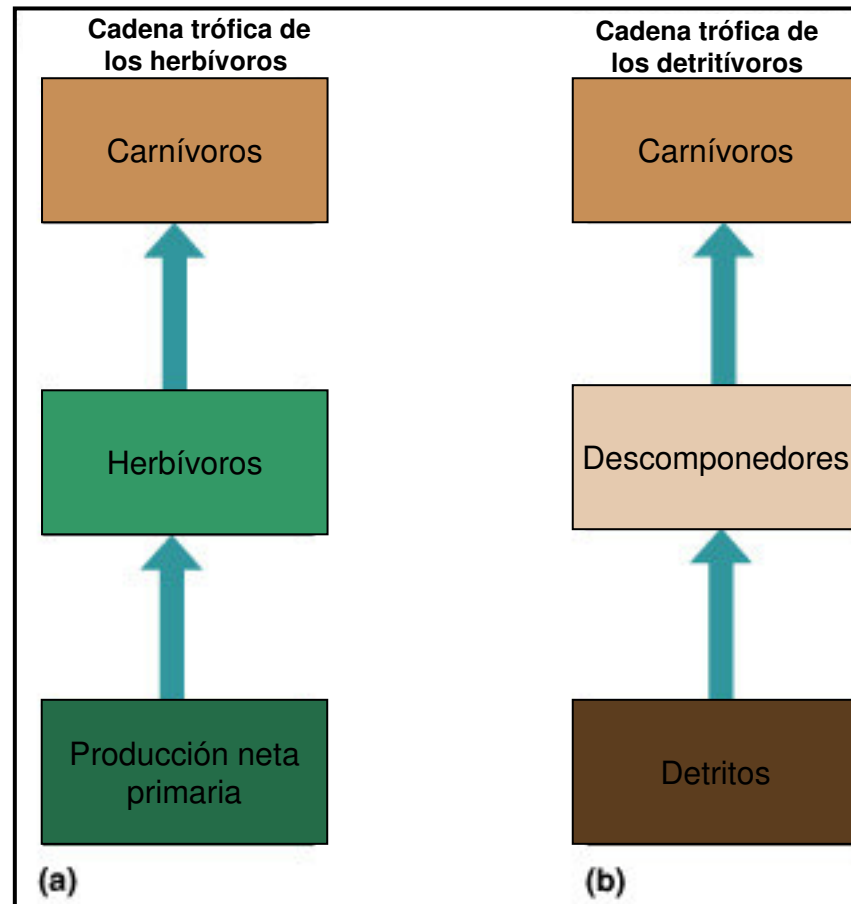 Cadena trófica de
los herbívoros
Carnívoros
Herbívoros
Producción neta
primaria
(a)
Cadena trófica de
los detritívoros
Carnívoros
Descomponedores
Detritos
(b)